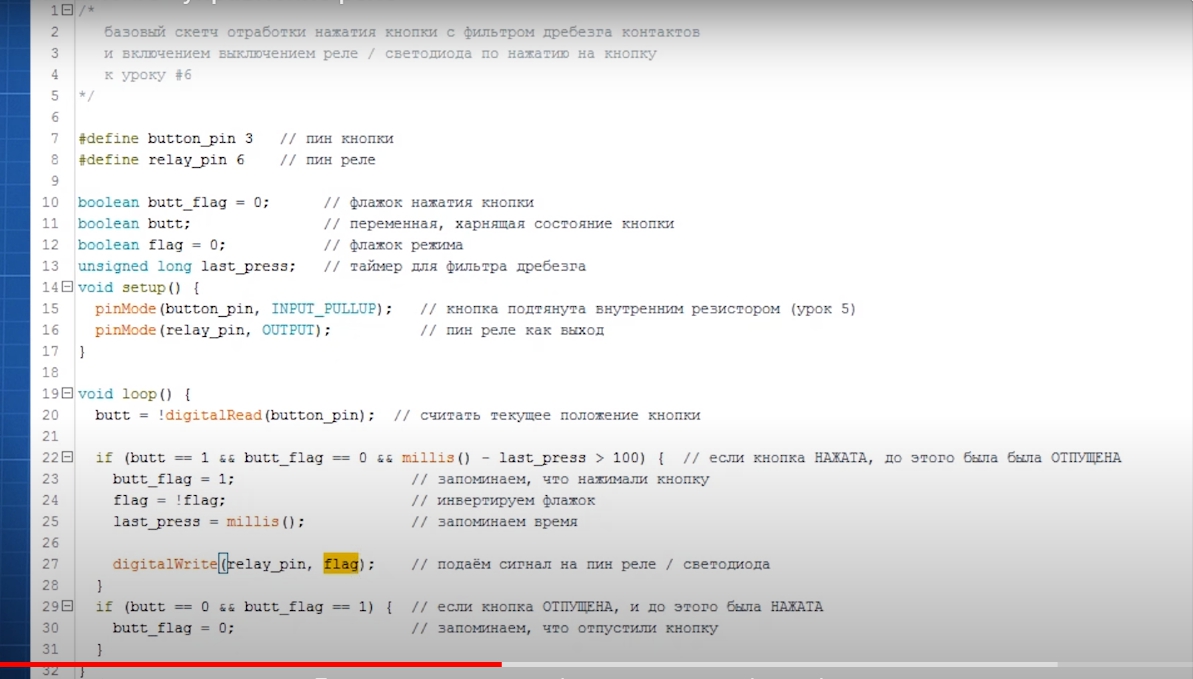 1 /*
2 базовый скетч отработки нажатия кнопки с фильтром дребезга контактов
3 и включением выключением реле / светодиода по нажатию на кнопку
4 к уроку #6
5 */
6
7 #define button_pin 3 // пин кнопки
8 #define relay_pin 6 // пин реле
9
10 boolean butt_flag = 0; // флажок нажатия кнопки
11 boolean butt; // переменная, харнящая состояние кнопки
12 boolean flag = 0; // флажок режима
13 unsigned long last_press; // таймер для фильтра дребезга
14 void setup() {
15 pinMode(button_pin, INPUT_PULLUP); // кнопка подтянута внутренним резистором (урок 5)
16 pinMode(relay_pin, OUTPUT); // пин реле как выход
17 }
18
19 void loop() {
20 butt = !digitalRead(button_pin); // считать текущее положение кнопки
21
22 if (butt == 1 && butt_flag == 0 && millis() - last_press > 100) { // если кнопка НАЖАТА, до этого была была ОТПУЩЕНА
23 butt_flag = 1; // запоминаем, что нажимали кнопку
24 flag = !flag; // инвертируем флажок
25 last_press = millis(); // запоминаем время
26
27 digitalWrite(relay_pin, flag); // подаём сигнал на пин реле / светодиода
28 }
29 if (butt == 0 && butt_flag == 1) { // если кнопка ОТПУЩЕНА, и до этого была НАЖАТА
30 butt_flag = 0; // запоминаем, что отпустили кнопку
31 }
32 }